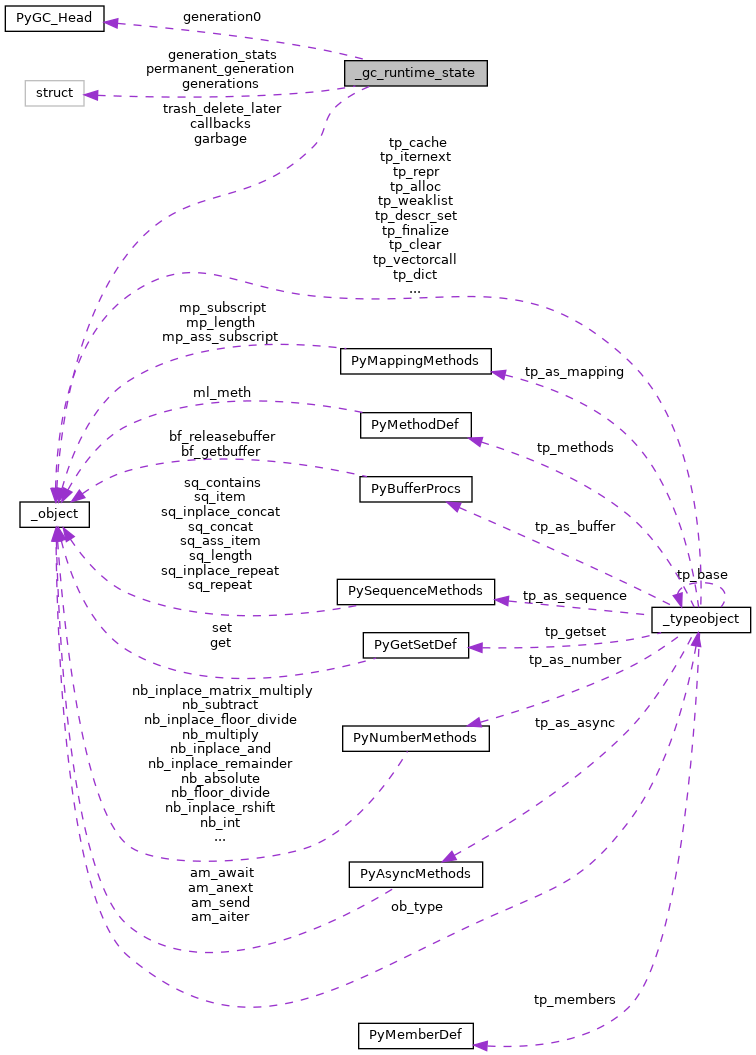 PyGC_Head
generation0
_gc_runtime_state
generation_stats
permanent_generation
generations
struct
trash_delete_later
callbacks
garbage
tp_cache
tp_iternext
tp_repr
tp_alloc
tp_weaklist
tp_descr_set
tp_finalize
tp_clear
tp_vectorcall
tp_dict
...
mp_subscript
mp_length
mp_ass_subscript
PyMappingMethods
tp_as_mapping
ml_meth
PyMethodDef
tp_methods
bf_releasebuffer
bf_getbuffer
PyBufferProcs
_object
tp_as_buffer
sq_contains
sq_item
sq_inplace_concat
sq_concat
sq_ass_item
sq_length
sq_inplace_repeat
sq_repeat
PySequenceMethods
tp_as_sequence
tp_base
_typeobject
set
get
PyGetSetDef
tp_getset
tp_as_number
nb_inplace_matrix_multiply
nb_subtract
nb_inplace_floor_divide
nb_multiply
nb_inplace_and
nb_inplace_remainder
nb_absolute
nb_floor_divide
nb_inplace_rshift
nb_int
...
PyNumberMethods
tp_as_async
am_await
am_anext
am_send
am_aiter
PyAsyncMethods
ob_type
tp_members
PyMemberDef